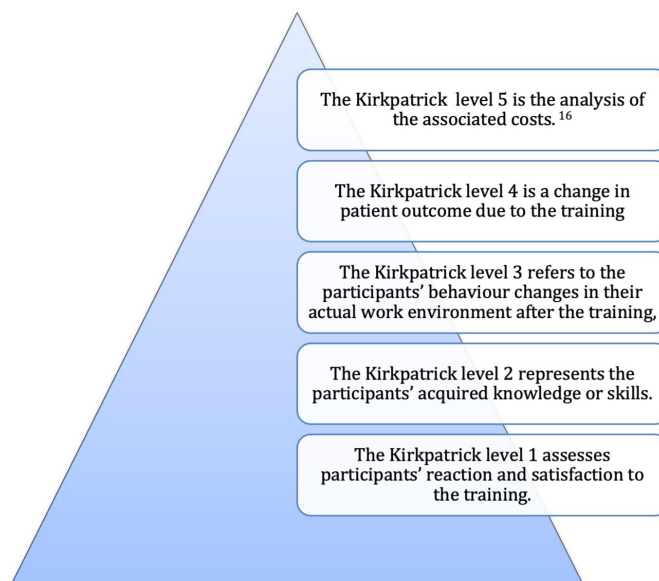 The Kirkpatrick level 5 is the analysis of
the associated costs. 16
The Kirkpatrick level 4 is a change in
patient outcome due to the training
The Kirkpatrick level 3 refers to the
participants’ behaviour changes in their
actual work environment after the training,
The Kirkpatrick level 2 represents the
participants’ acquired knowledge or skills.
The Kirkpatrick level 1 assesses
participants’ reaction and satisfaction to
the training.